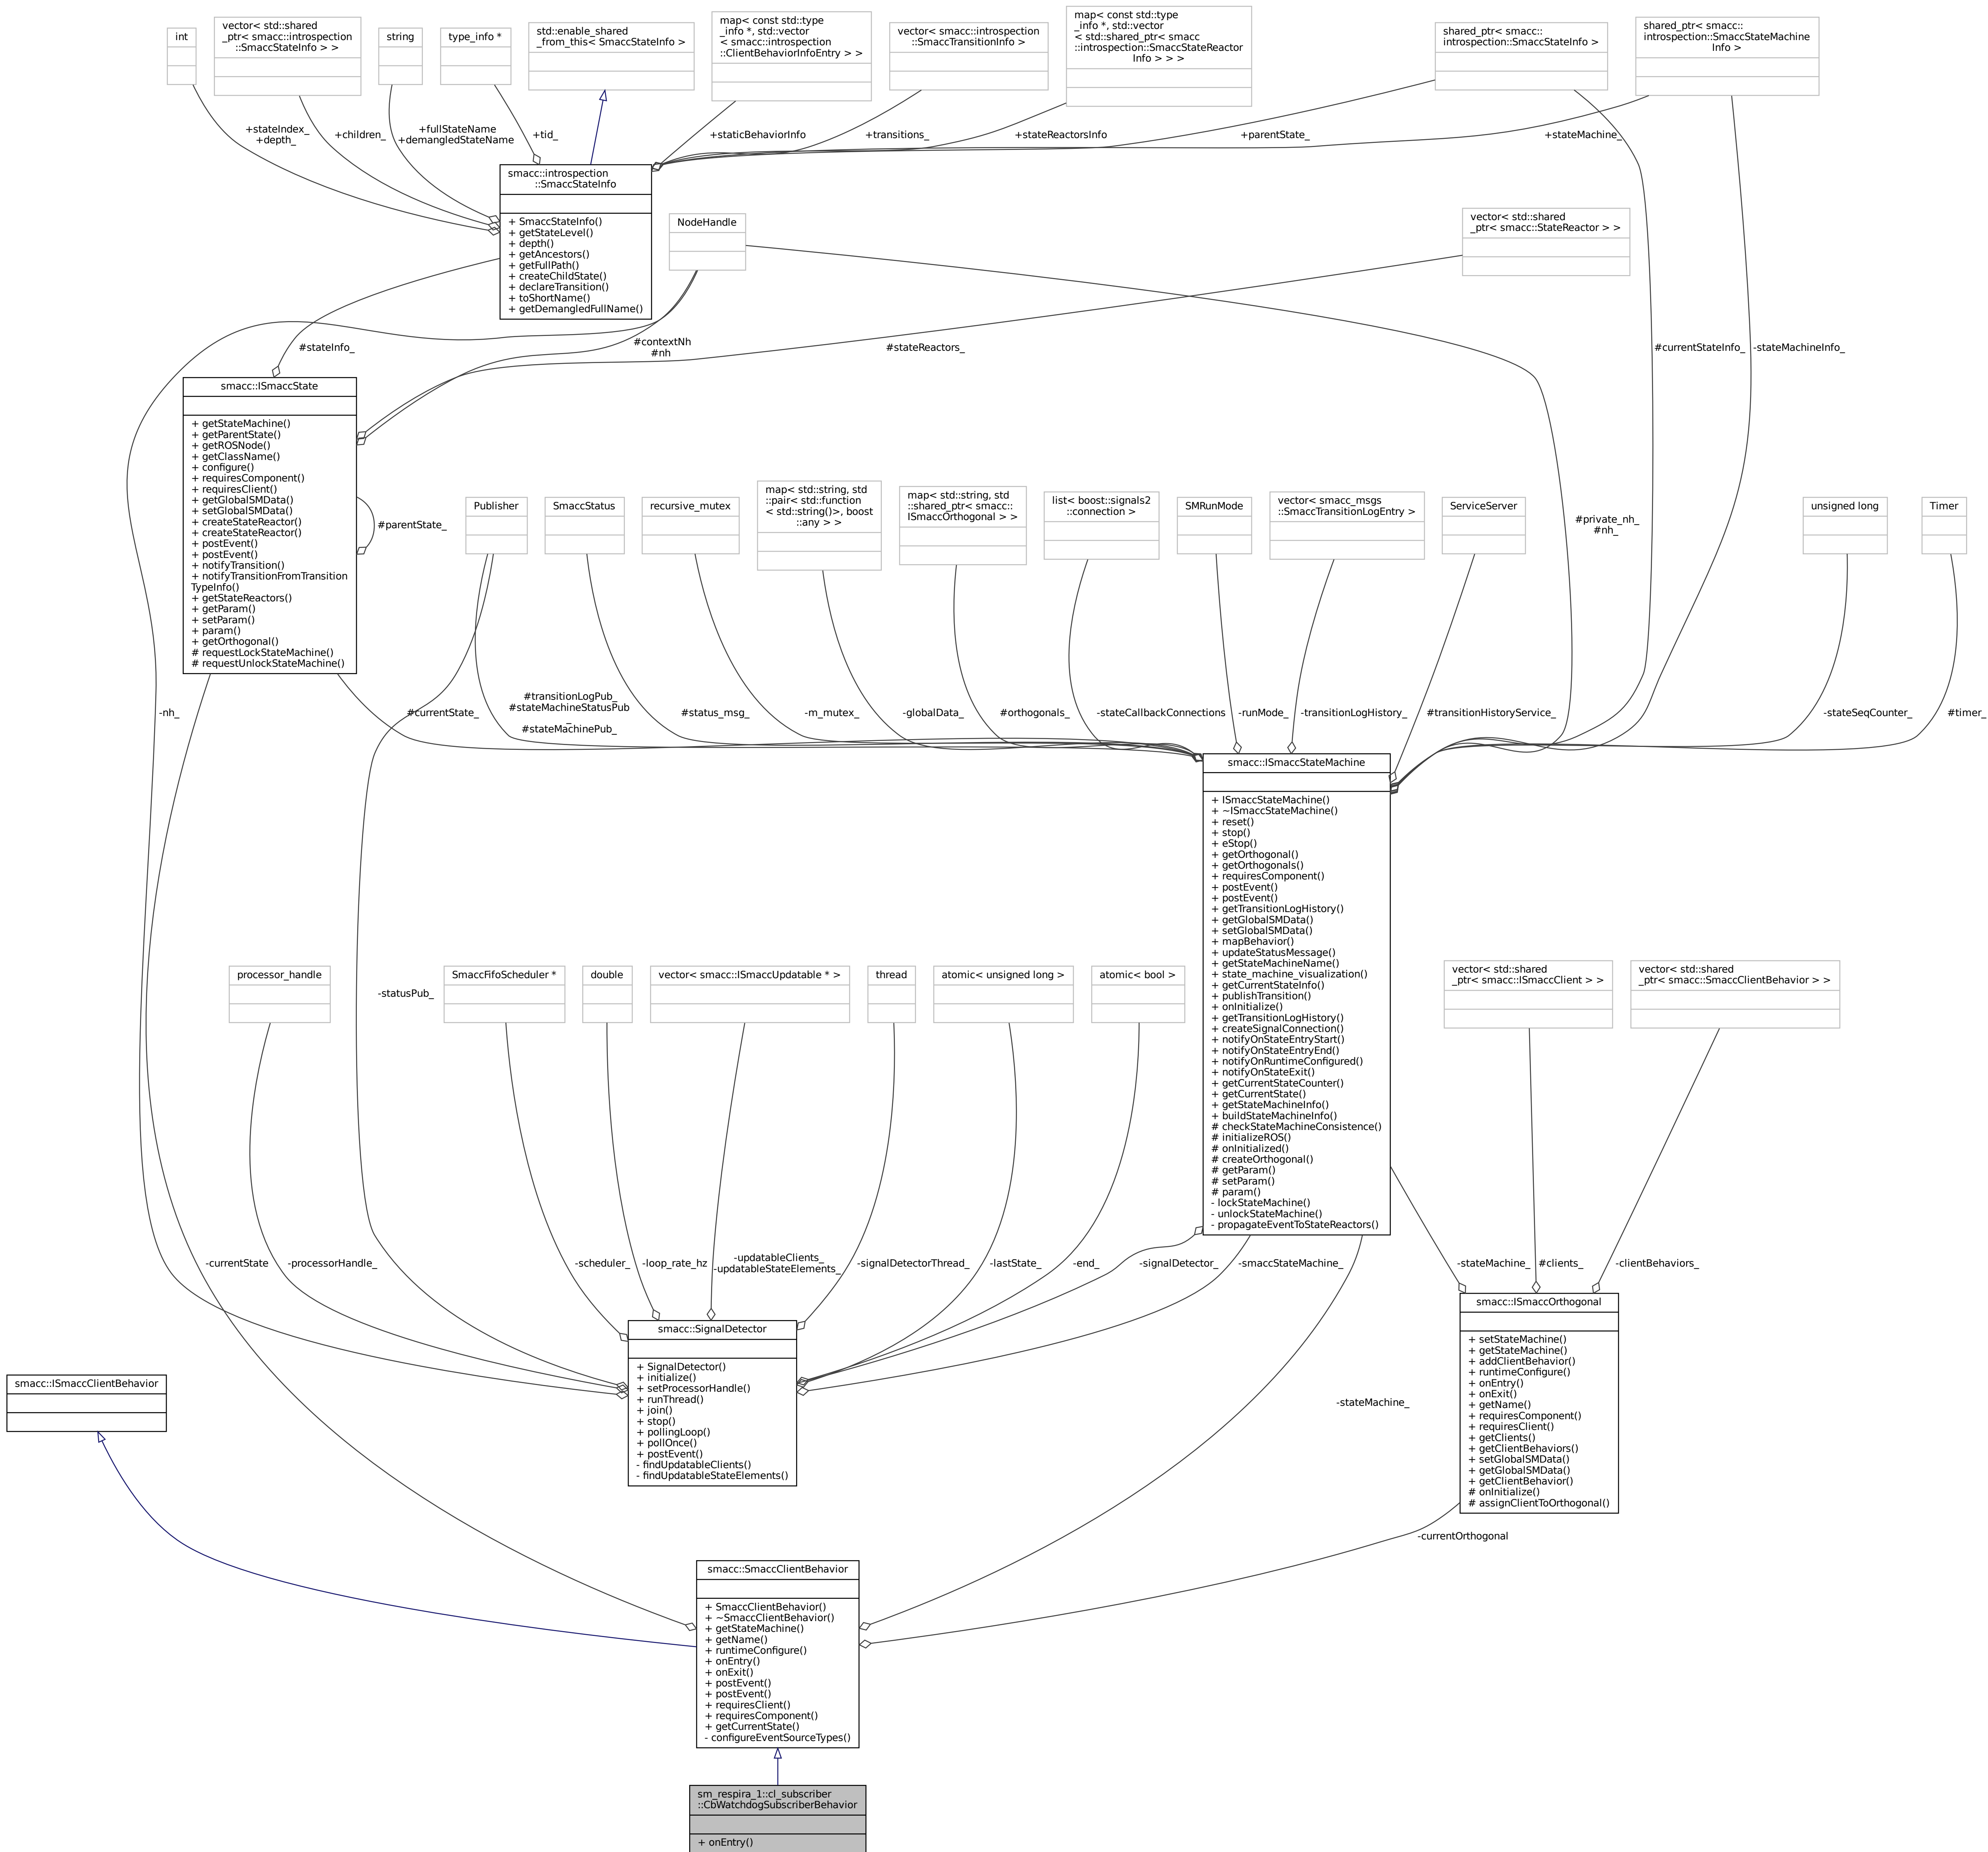 int
vector< std::shared
_ptr< smacc::introspection
::SmaccStateInfo > >
string
type_info *
std::enable_shared
_from_this< SmaccStateInfo >
map< const std::type
_info *, std::vector
< smacc::introspection
::ClientBehaviorInfoEntry > >
vector< smacc::introspection
::SmaccTransitionInfo >
map< const std::type
_info *, std::vector
< std::shared_ptr< smacc
::introspection::SmaccStateReactor
Info > > >
shared_ptr< smacc::
introspection::SmaccStateInfo >
shared_ptr< smacc::
introspection::SmaccStateMachine
Info >
+stateIndex_
+depth_
+children_
+fullStateName
+demangledStateName
+tid_
+staticBehaviorInfo
+transitions_
+stateReactorsInfo
+parentState_
+stateMachine_
smacc::introspection
::SmaccStateInfo
+ SmaccStateInfo()
+ getStateLevel()
+ depth()
+ getAncestors()
+ getFullPath()
+ createChildState()
+ declareTransition()
+ toShortName()
+ getDemangledFullName()
NodeHandle
vector< std::shared
_ptr< smacc::StateReactor > >
#stateInfo_
#contextNh
#nh
#stateReactors_
#currentStateInfo_
-stateMachineInfo_
smacc::ISmaccState
+ getStateMachine()
+ getParentState()
+ getROSNode()
+ getClassName()
+ configure()
+ requiresComponent()
+ requiresClient()
+ getGlobalSMData()
+ setGlobalSMData()
+ createStateReactor()
+ createStateReactor()
+ postEvent()
+ postEvent()
+ notifyTransition()
+ notifyTransitionFromTransition
TypeInfo()
+ getStateReactors()
+ getParam()
+ setParam()
+ param()
+ getOrthogonal()
# requestLockStateMachine()
# requestUnlockStateMachine()
#parentState_
Publisher
SmaccStatus
recursive_mutex
map< std::string, std
::pair< std::function
< std::string()>, boost
::any > >
map< std::string, std
::shared_ptr< smacc::
ISmaccOrthogonal > >
list< boost::signals2
::connection >
SMRunMode
vector< smacc_msgs
::SmaccTransitionLogEntry >
ServiceServer
#private_nh_
#nh_
unsigned long
Timer
-nh_
#currentState_
#transitionLogPub_
#stateMachineStatusPub
_
#stateMachinePub_
#status_msg_
-m_mutex_
-globalData_
#orthogonals_
-stateCallbackConnections
-runMode_
-transitionLogHistory_
#transitionHistoryService_
-stateSeqCounter_
#timer_
smacc::ISmaccStateMachine
+ ISmaccStateMachine()
+ ~ISmaccStateMachine()
+ reset()
+ stop()
+ eStop()
+ getOrthogonal()
+ getOrthogonals()
+ requiresComponent()
+ postEvent()
+ postEvent()
+ getTransitionLogHistory()
+ getGlobalSMData()
+ setGlobalSMData()
+ mapBehavior()
+ updateStatusMessage()
+ getStateMachineName()
+ state_machine_visualization()
+ getCurrentStateInfo()
+ publishTransition()
+ onInitialize()
+ getTransitionLogHistory()
+ createSignalConnection()
+ notifyOnStateEntryStart()
+ notifyOnStateEntryEnd()
+ notifyOnRuntimeConfigured()
+ notifyOnStateExit()
+ getCurrentStateCounter()
+ getCurrentState()
+ getStateMachineInfo()
+ buildStateMachineInfo()
# checkStateMachineConsistence()
# initializeROS()
# onInitialized()
# createOrthogonal()
# getParam()
# setParam()
# param()
- lockStateMachine()
- unlockStateMachine()
- propagateEventToStateReactors()
processor_handle
-statusPub_
SmaccFifoScheduler *
double
vector< smacc::ISmaccUpdatable * >
thread
atomic< unsigned long >
atomic< bool >
vector< std::shared
_ptr< smacc::ISmaccClient > >
vector< std::shared
_ptr< smacc::SmaccClientBehavior > >
-currentState
-processorHandle_
-scheduler_
-loop_rate_hz
-updatableClients_
-updatableStateElements_
-signalDetectorThread_
-lastState_
-end_
-signalDetector_
-smaccStateMachine_
-stateMachine_
#clients_
-clientBehaviors_
smacc::SignalDetector
+ SignalDetector()
+ initialize()
+ setProcessorHandle()
+ runThread()
+ join()
+ stop()
+ pollingLoop()
+ pollOnce()
+ postEvent()
- findUpdatableClients()
- findUpdatableStateElements()
smacc::ISmaccOrthogonal
+ setStateMachine()
+ getStateMachine()
+ addClientBehavior()
+ runtimeConfigure()
+ onEntry()
+ onExit()
+ getName()
+ requiresComponent()
+ requiresClient()
+ getClients()
+ getClientBehaviors()
+ setGlobalSMData()
+ getGlobalSMData()
+ getClientBehavior()
# onInitialize()
# assignClientToOrthogonal()
smacc::ISmaccClientBehavior
-stateMachine_
-currentOrthogonal
smacc::SmaccClientBehavior
+ SmaccClientBehavior()
+ ~SmaccClientBehavior()
+ getStateMachine()
+ getName()
+ runtimeConfigure()
+ onEntry()
+ onExit()
+ postEvent()
+ postEvent()
+ requiresClient()
+ requiresComponent()
+ getCurrentState()
- configureEventSourceTypes()
sm_respira_1::cl_subscriber
::CbWatchdogSubscriberBehavior
+ onEntry()